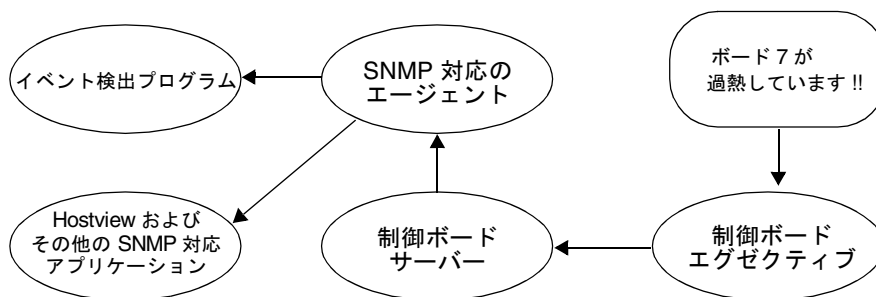 イベント検出プログラム
SNMP 対応の
エージェント
ボード 7 が
過熱しています !!
Hostview および
その他の SNMP 対応
アプリケーション
制御ボード
サーバー
制御ボード
エグゼクティブ